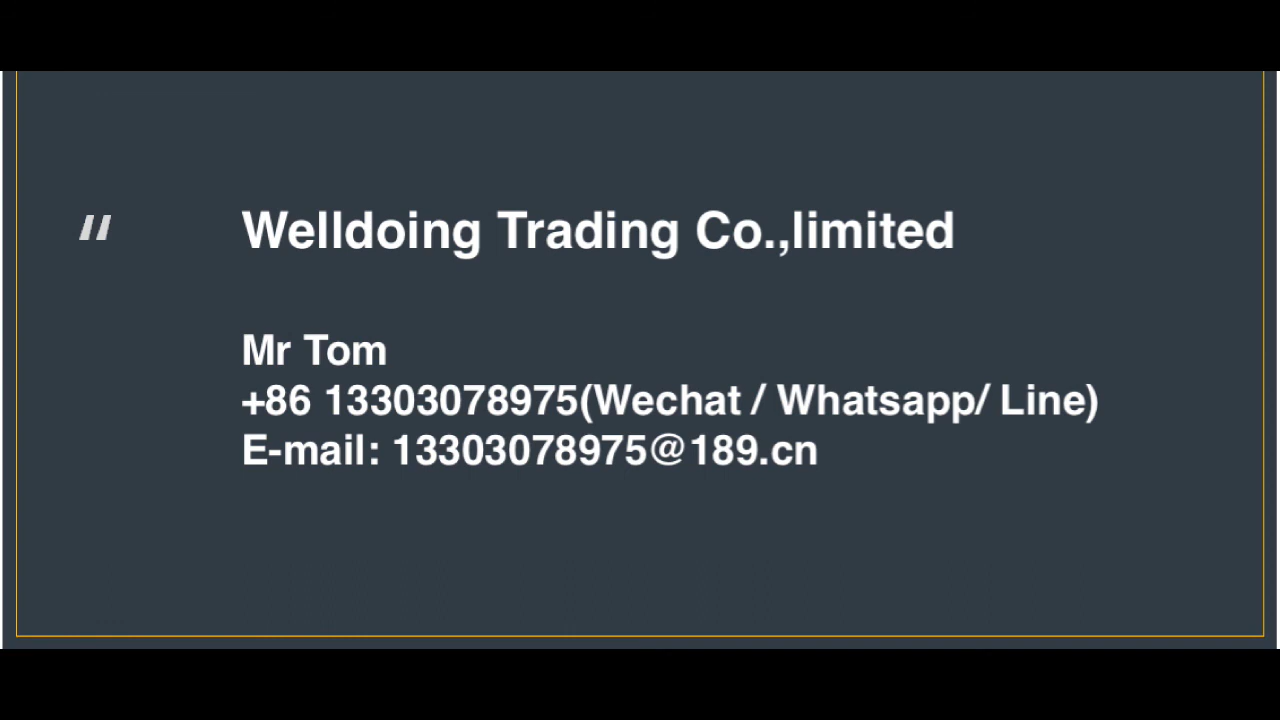 "
Welldoing Trading Co.,limited
Mr Tom
+86 13303078975(Wechat / Whatsapp/ Line)
E-mail: 13303078975@189.cn